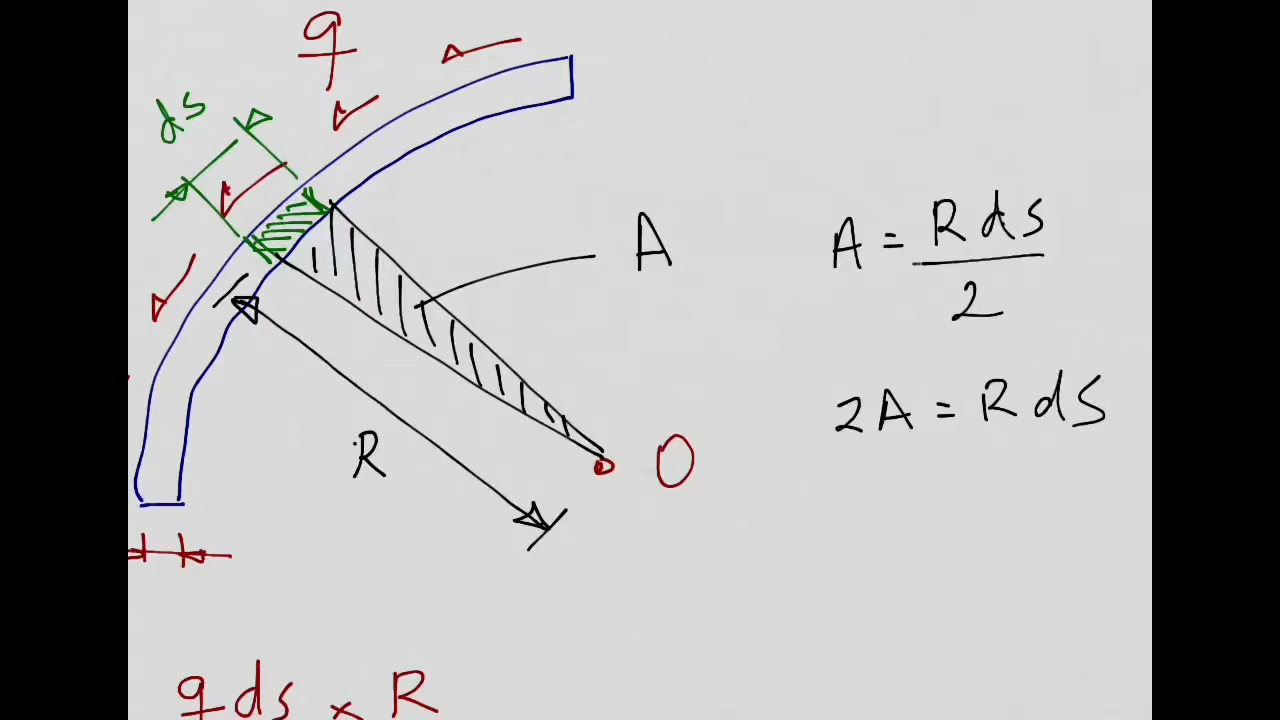 q
ds
A
A = R ds / 2
2A = R ds
R
O
q ds × R